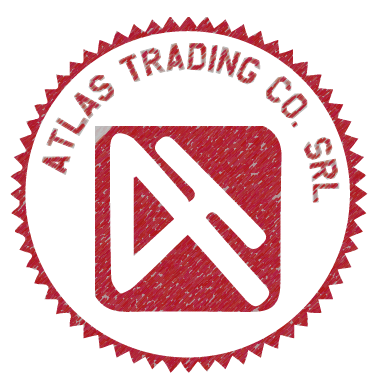 ATLAS TRADING CO. SRL